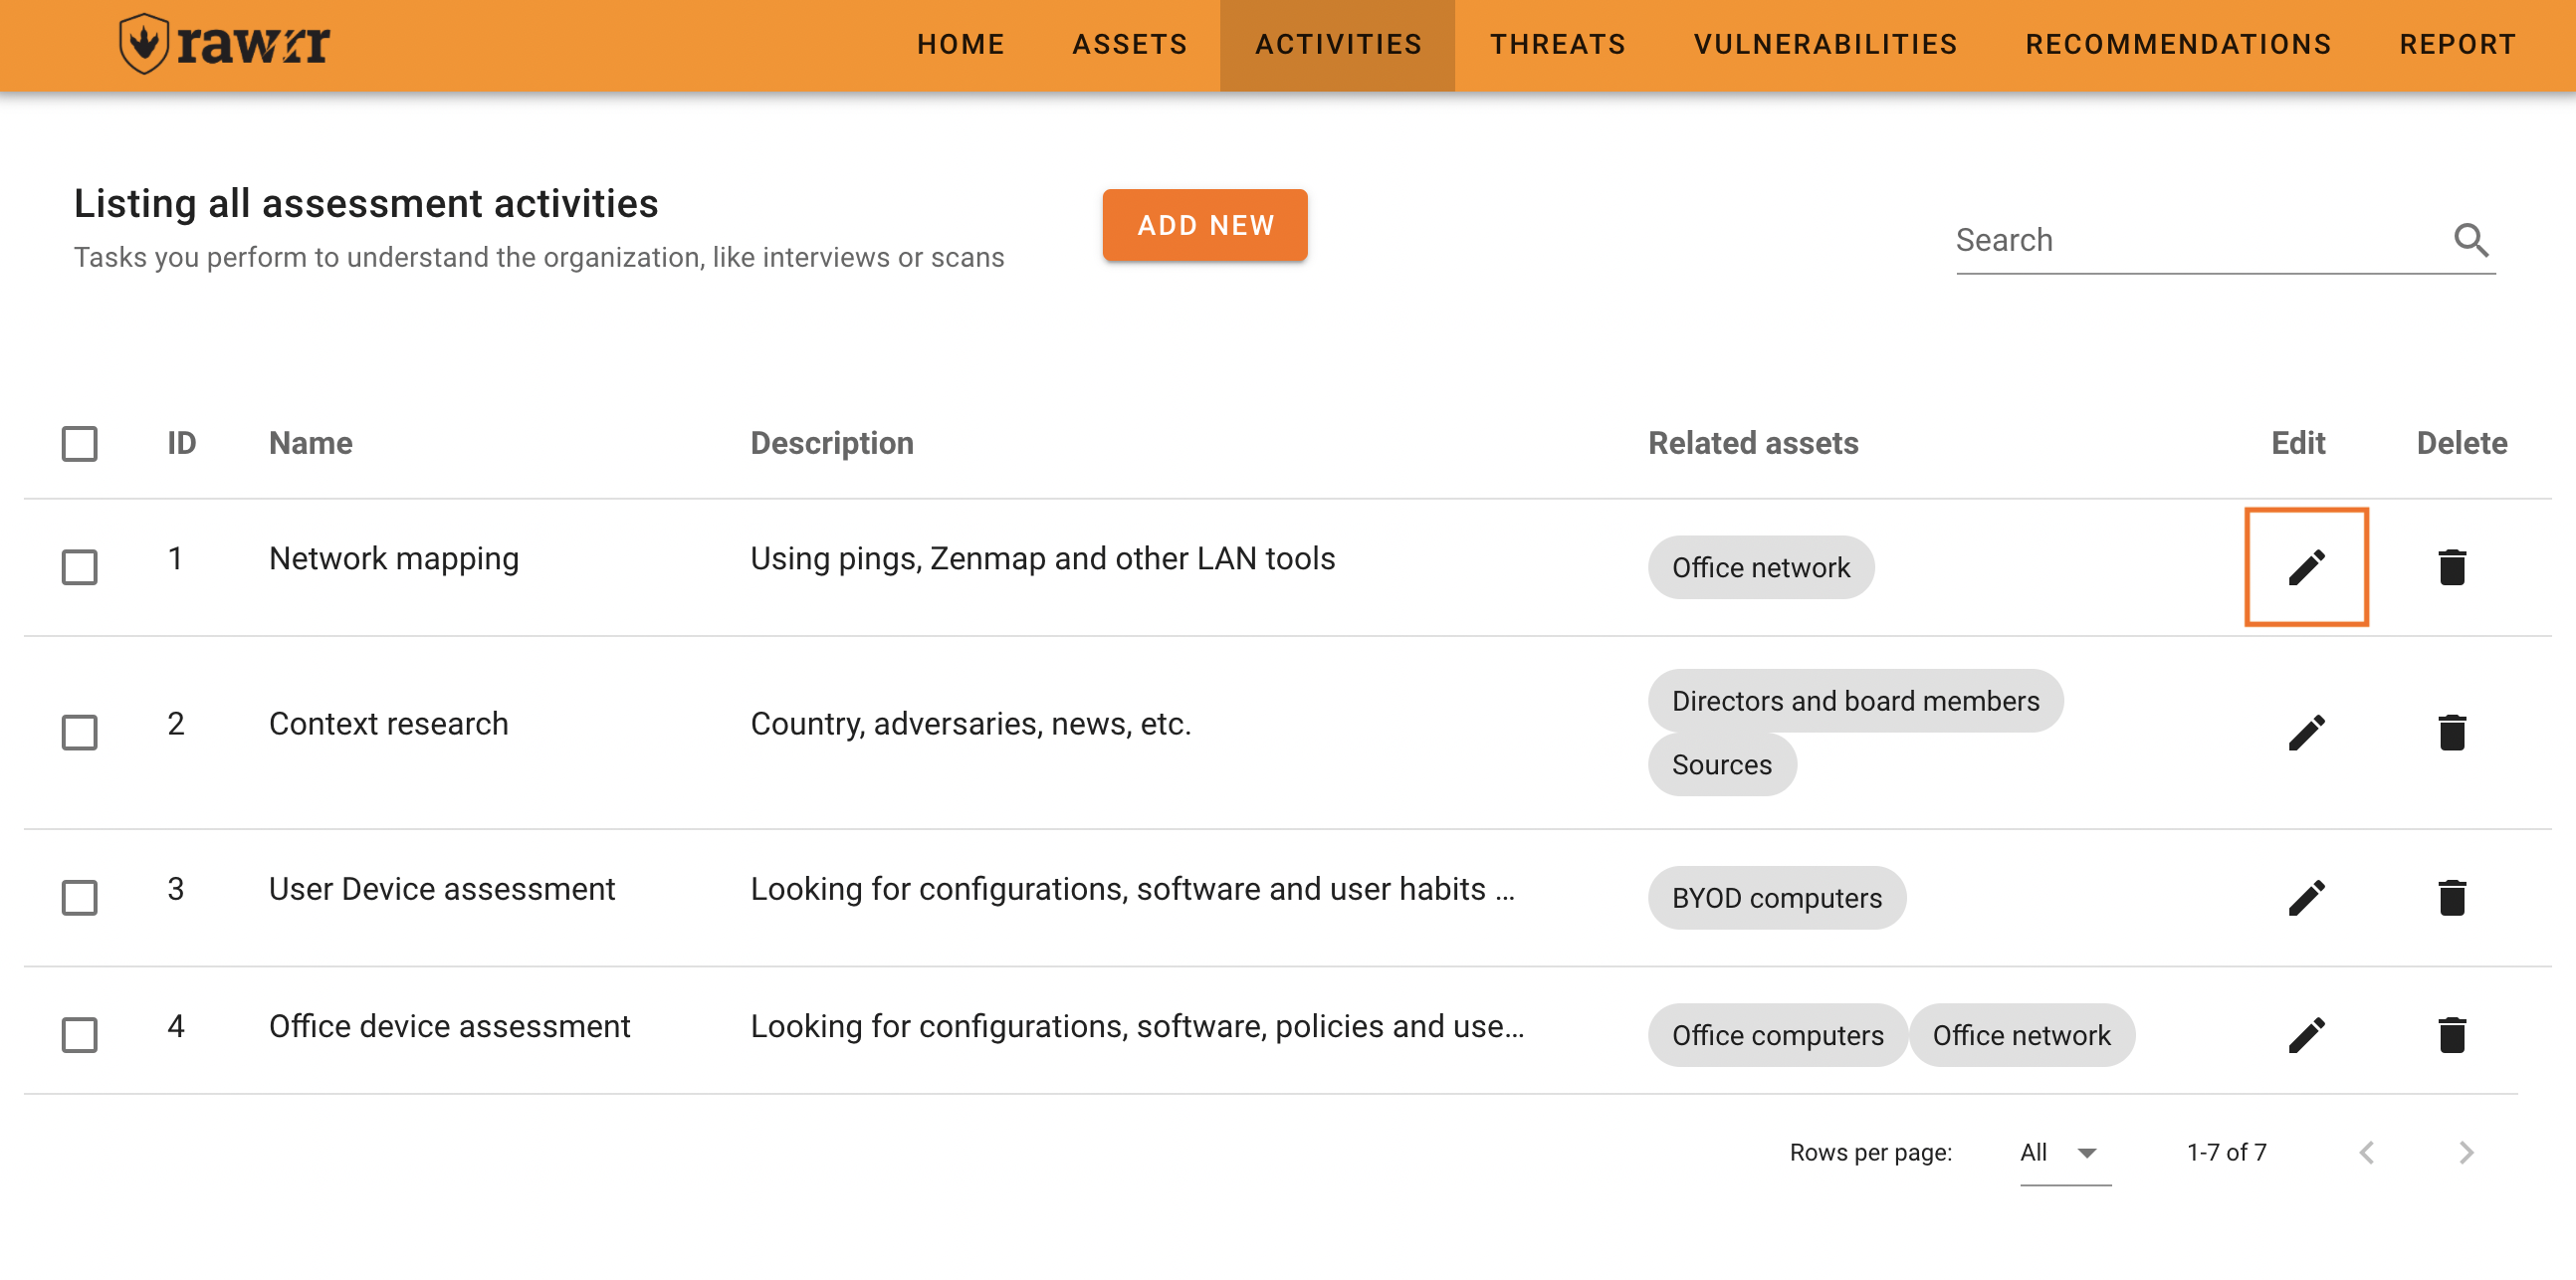 rawrr HOME ASSETS ACTIVITIES THREATS VULNERABILITIES RECOMMENDATIONS REPORT
Listing all assessment activities
Tasks you perform to understand the organization, like interviews or scans
ADD NEW
Search
ID Name Description Related assets Edit Delete
1 Network mapping Using pings, Zenmap and other LAN tools Office network
2 Context research Country, adversaries, news, etc. Directors and board members
Sources
3 User Device assessment Looking for configurations, software and user habits ... BYOD computers
4 Office device assessment Looking for configurations, software, policies and use... Office computers Office network
Rows per page: All 1-7 of 7